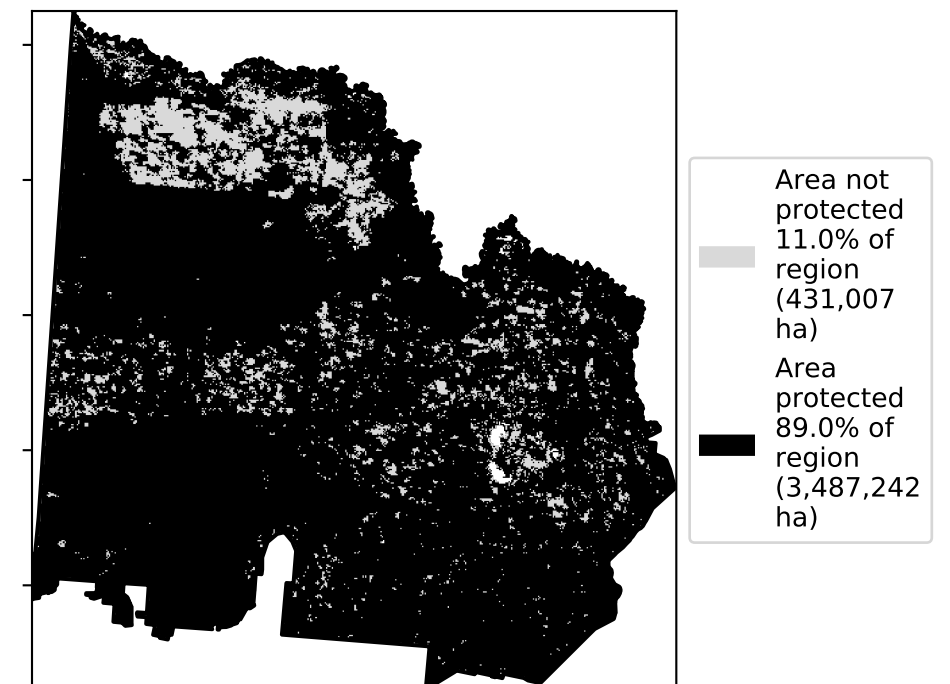 Area not
protected
11.0% of
region
(431,007
ha)
Area
protected
89.0% of
region
(3,487,242
ha)